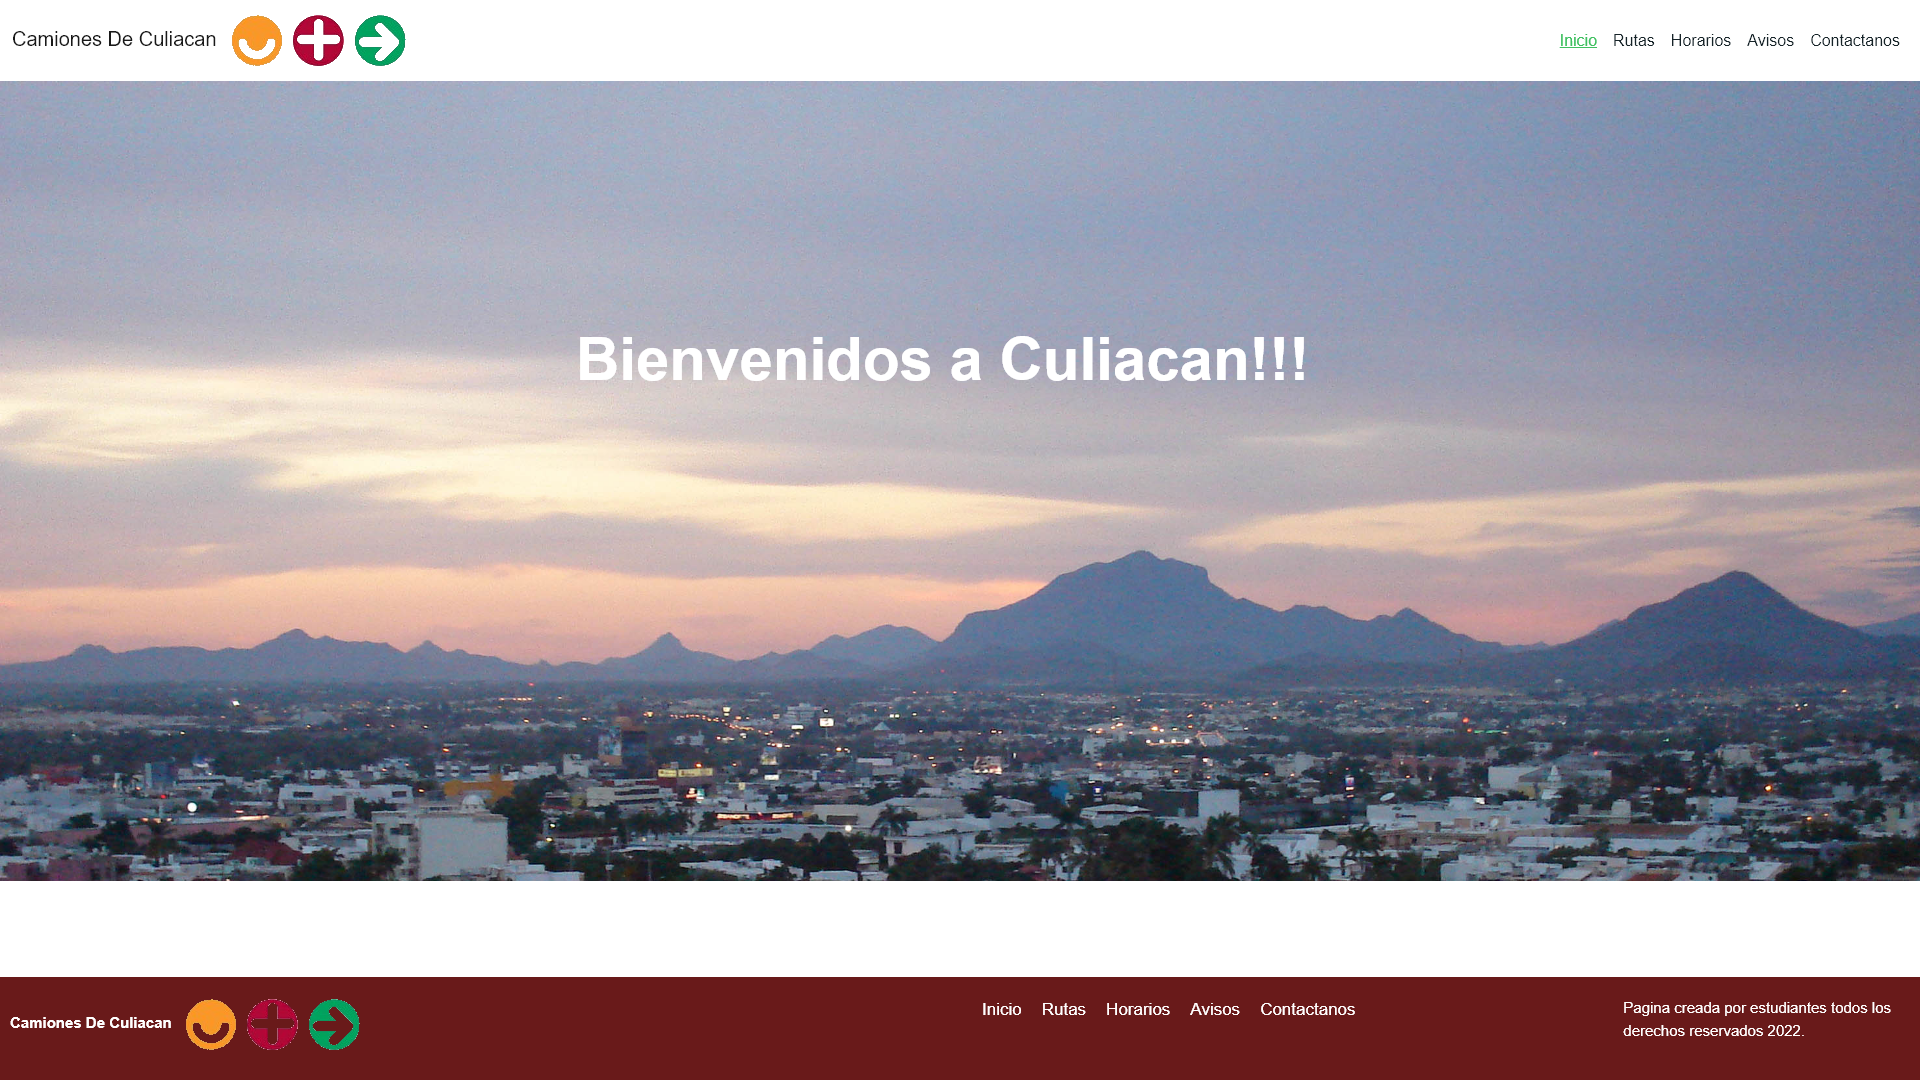 Camiones De Culiacan
Inicio Rutas Horarios Avisos Contactanos
Bienvenidos a Culiacan!!!
Camiones De Culiacan
Inicio Rutas Horarios Avisos Contactanos
Pagina creada por estudiantes todos los
derechos reservados 2022.